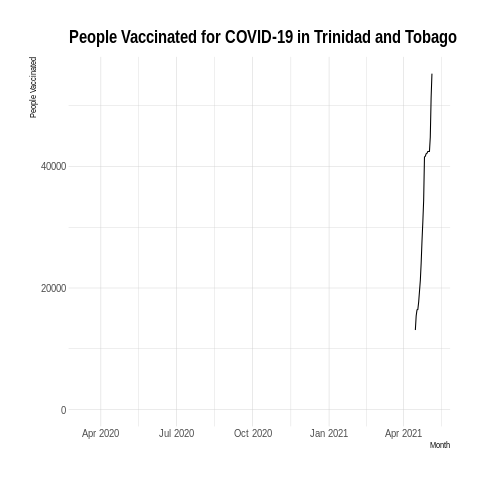 People Vaccinated for COVID-19 in Trinidad and Tobago
People Vaccinated
40000
20000
0
Apr 2020 Jul 2020 Oct 2020 Jan 2021 Apr 2021
Month